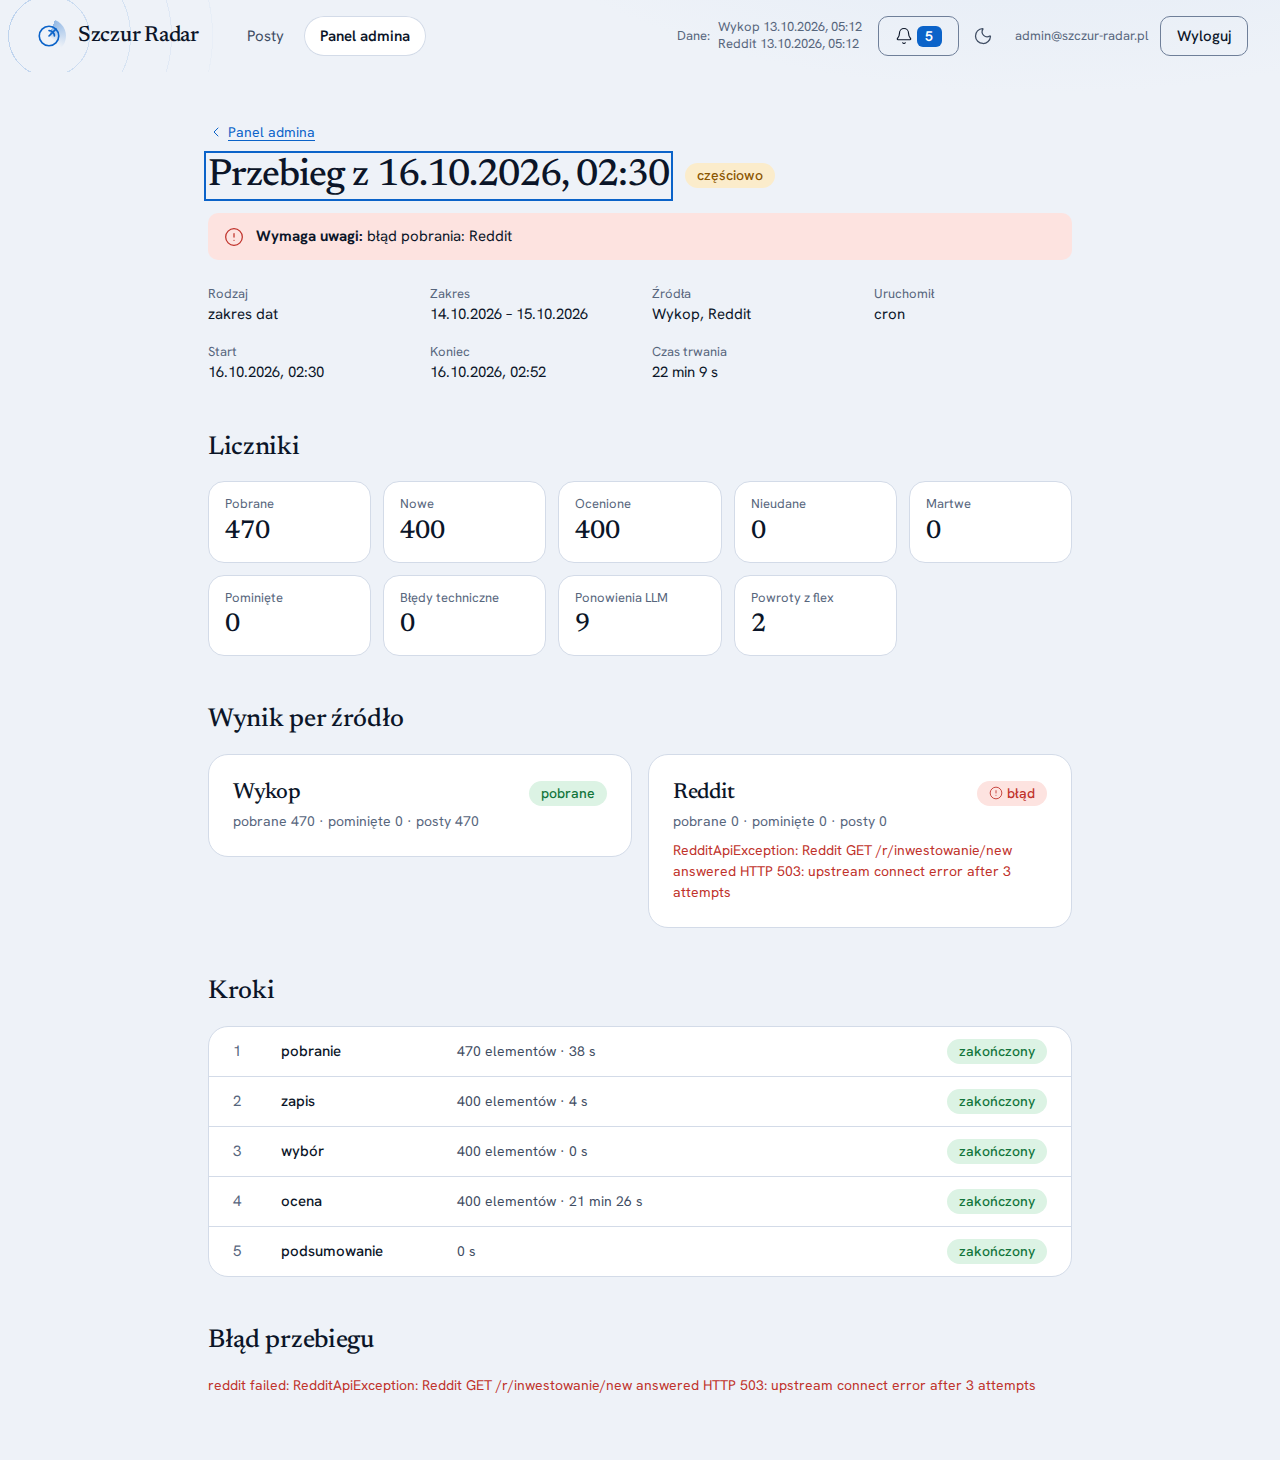 Szczur Radar
Posty
Panel admina
Dane:
Wykop 13.10.2026, 05:12
Reddit 13.10.2026, 05:12
5
admin@szczur-radar.pl
Wyloguj
Panel admina
Przebieg z 16.10.2026, 02:30
częściowo
Wymaga uwagi: błąd pobrania: Reddit
Rodzaj
zakres dat
Zakres
14.10.2026 – 15.10.2026
Źródła
Wykop, Reddit
Uruchomił
cron
Start
16.10.2026, 02:30
Koniec
16.10.2026, 02:52
Czas trwania
22 min 9 s
Liczniki
Pobrane
470
Nowe
400
Ocenione
400
Nieudane
0
Martwe
0
Pominięte
0
Błędy techniczne
0
Ponowienia LLM
9
Powroty z flex
2
Wynik per źródło
Wykop
pobrane
pobrane 470 · pominięte 0 · posty 470
Reddit
błąd
pobrane 0 · pominięte 0 · posty 0
RedditApiException: Reddit GET /r/inwestowanie/new
answered HTTP 503: upstream connect error after 3
attempts
Kroki
1 pobranie 470 elementów · 38 s zakończony
2 zapis 400 elementów · 4 s zakończony
3 wybór 400 elementów · 0 s zakończony
4 ocena 400 elementów · 21 min 26 s zakończony
5 podsumowanie 0 s zakończony
Błąd przebiegu
reddit failed: RedditApiException: Reddit GET /r/inwestowanie/new answered HTTP 503: upstream connect error after 3 attempts